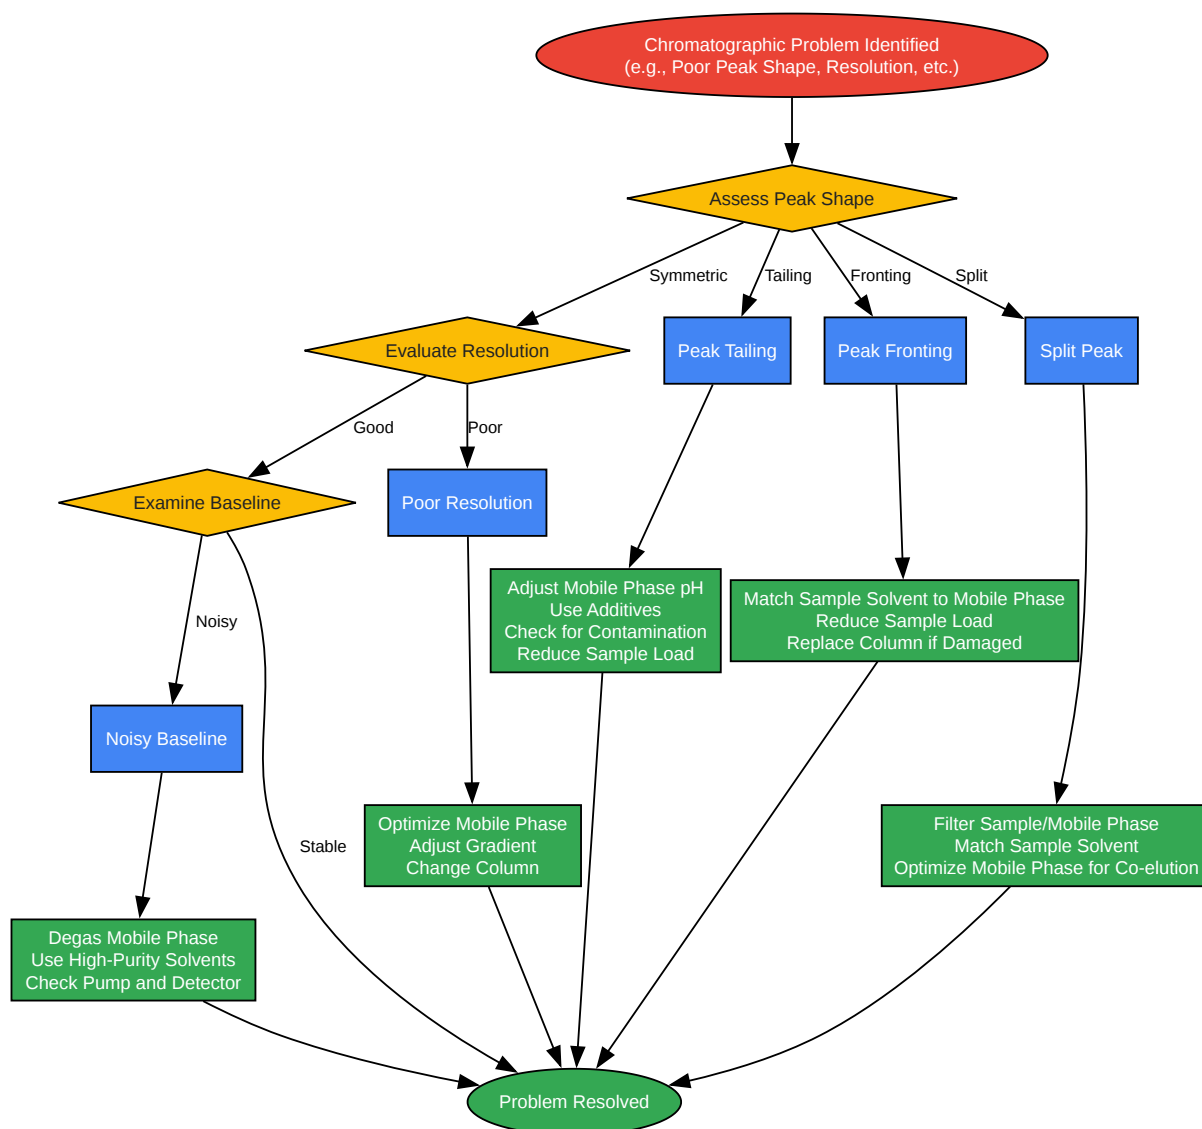 Chromatographic Problem Identified
(e.g., Poor Peak Shape, Resolution, etc.)
Assess Peak Shape
Symmetric
Tailing
Fronting
Split
Evaluate Resolution
Peak Tailing
Peak Fronting
Split Peak
Good
Poor
Examine Baseline
Poor Resolution
Adjust Mobile Phase pH
Use Additives
Check for Contamination
Reduce Sample Load
Match Sample Solvent to Mobile Phase
Reduce Sample Load
Replace Column if Damaged
Noisy
Noisy Baseline
Stable
Optimize Mobile Phase
Adjust Gradient
Change Column
Filter Sample/Mobile Phase
Match Sample Solvent
Optimize Mobile Phase for Co-elution
Degas Mobile Phase
Use High-Purity Solvents
Check Pump and Detector
Problem Resolved